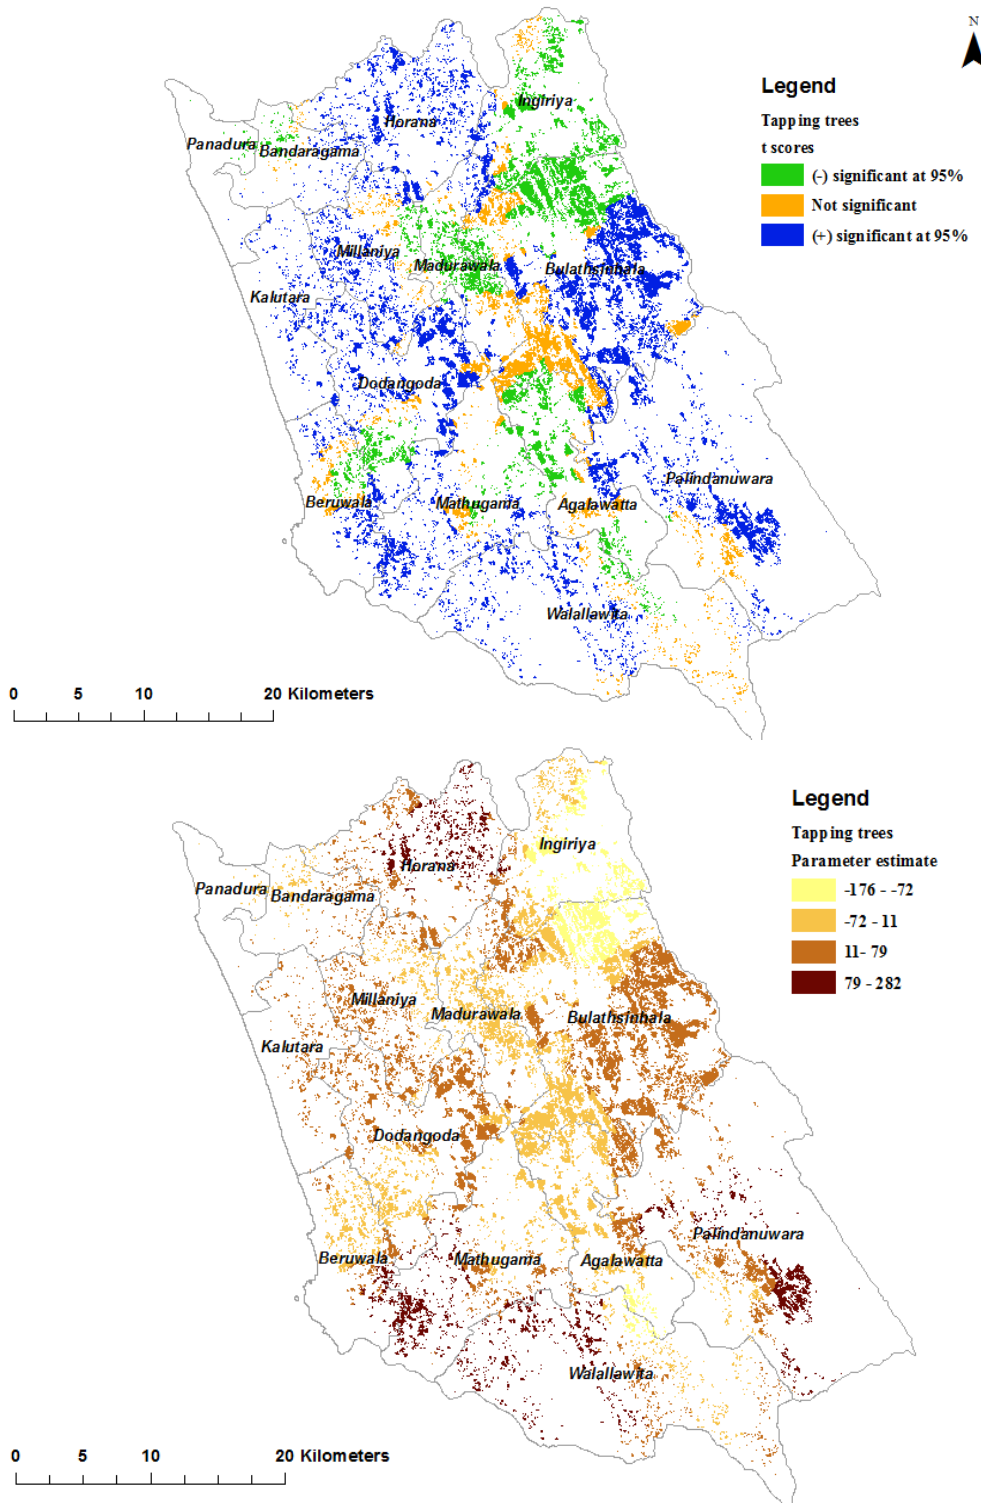 N
Legend
Tapping trees
t scores
(-) significant at 95%
Not significant
(+) significant at 95%
Ingiriya
Horana
Panadura
Bandaragama
Millaniya
Madurawala
Bulathsinhala
Kalutara
Dodangoda
Palindanuwara
Beruwala
Mathugama
Agalawatta
Walallawita
0 5 10 20 Kilometers
Legend
Tapping trees
Parameter estimate
-176 - -72
-72 - 11
11- 79
79 - 282
Ingiriya
Horana
Panadura
Bandaragama
Millaniya
Madurawala
Bulathsinhala
Kalutara
Dodangoda
Palindanuwara
Beruwala
Mathugama
Agalawatta
Walallawita
0 5 10 20 Kilometers